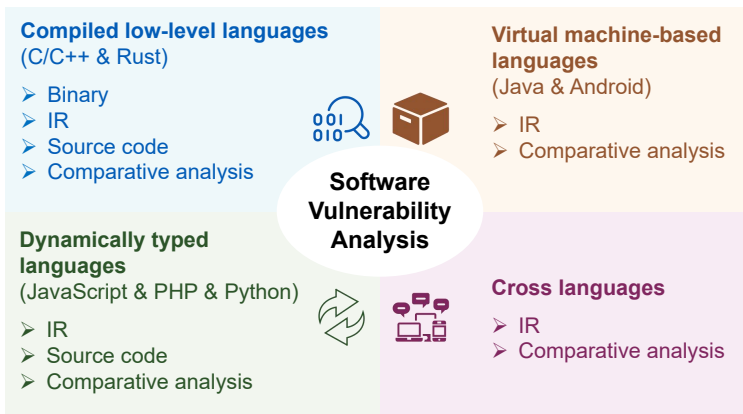 Compiled low-level languages
(C/C++ & Rust)
➢ Binary
➢ IR
➢ Source code
➢ Comparative analysis
001
010
Virtual machine-based
languages
(Java & Android)
➢ IR
➢ Comparative analysis
Software
Vulnerability
Analysis
Dynamically typed
languages
(JavaScript & PHP & Python)
➢ IR
➢ Source code
➢ Comparative analysis
Cross languages
➢ IR
➢ Comparative analysis